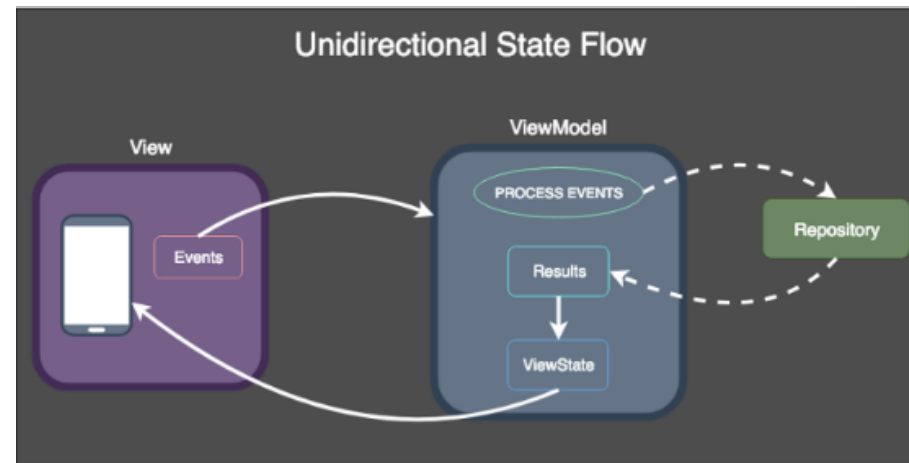 Unidirectional State Flow
View
ViewModel
PROCESS EVENTS
Events
Repository
Results
ViewState